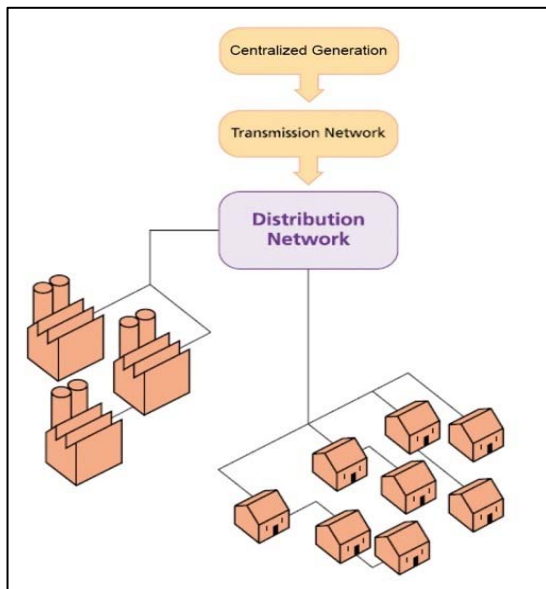 Centralized Generation
Transmission Network
Distribution
Network